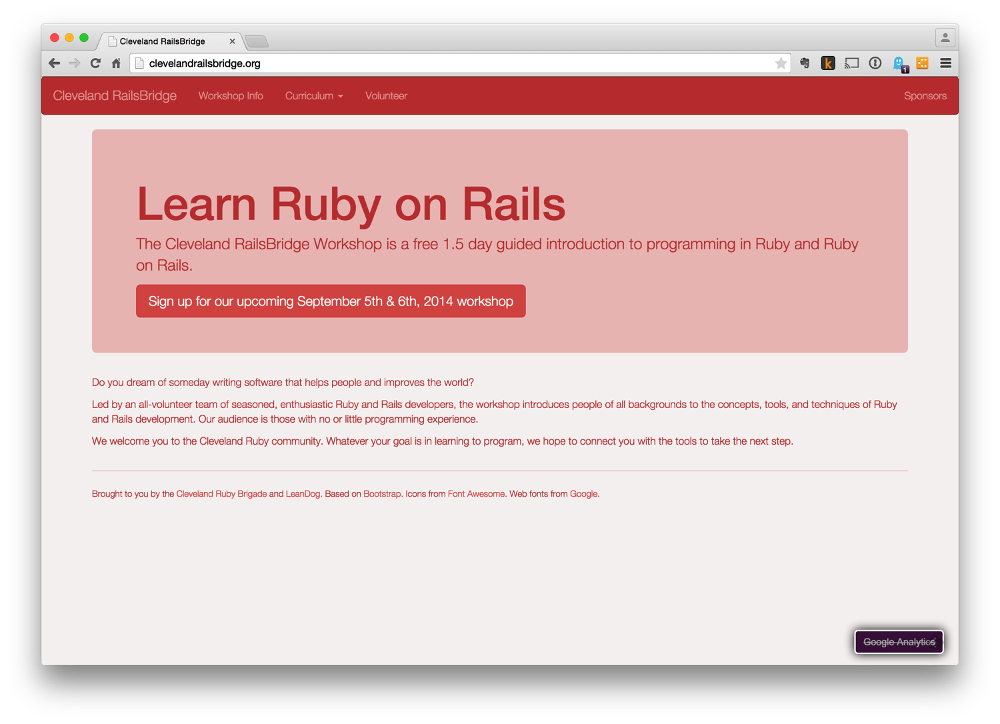 Cleveland RailsBridge
clevelandrailsbridge.org
k
1
Cleveland RailsBridge Workshop Info Curriculum Volunteer Sponsors
Learn Ruby on Rails
The Cleveland RailsBridge Workshop is a free 1.5 day guided introduction to programming in Ruby and Ruby
on Rails.
Sign up for our upcoming September 5th & 6th, 2014 workshop
Do you dream of someday writing software that helps people and improves the world?
Led by an all-volunteer team of seasoned, enthusiastic Ruby and Rails developers, the workshop introduces people of all backgrounds to the concepts, tools, and techniques of Ruby
and Rails development. Our audience is those with no or little programming experience.
We welcome you to the Cleveland Ruby community. Whatever your goal is in learning to program, we hope to connect you with the tools to take the next step.
Brought to you by the Cleveland Ruby Brigade and LeanDog. Based on Bootstrap. Icons from Font Awesome. Web fonts from Google.
Google Analytics